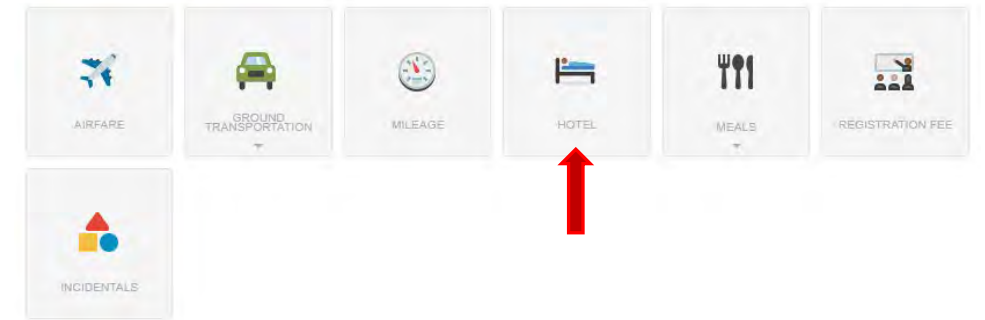 AIRFARE
GROUND
TRANSPORTATION
MILEAGE
HOTEL
MEALS
REGISTRATION FEE
INCIDENTALS